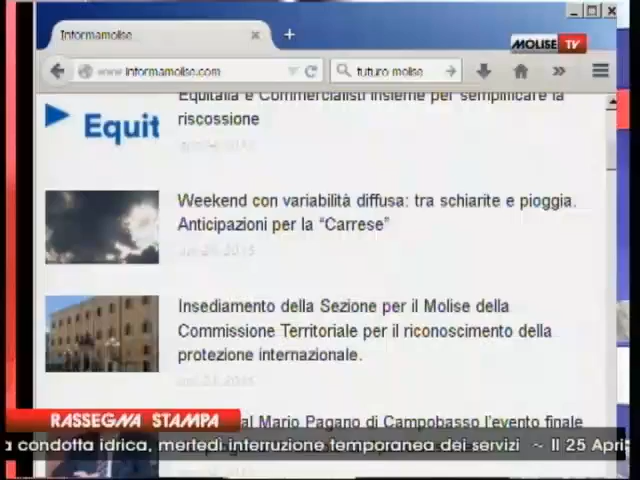 Informamolise
MOLISE TV
www.informamolise.com
futuro molise
Equitalia e Commercialisti insieme per semplificare la
riscossione
Equit
Weekend con variabilità diffusa: tra schiarite e pioggia.
Anticipazioni per la “Carrese”
Insediamento della Sezione per il Molise della
Commissione Territoriale per il riconoscimento della
protezione internazionale.
al Mario Pagano di Campobasso l'evento finale
RASSEGNA STAMPA
a condotta idrica, mertedì interruzione temporanea dei servizi ~ Il 25 Apri